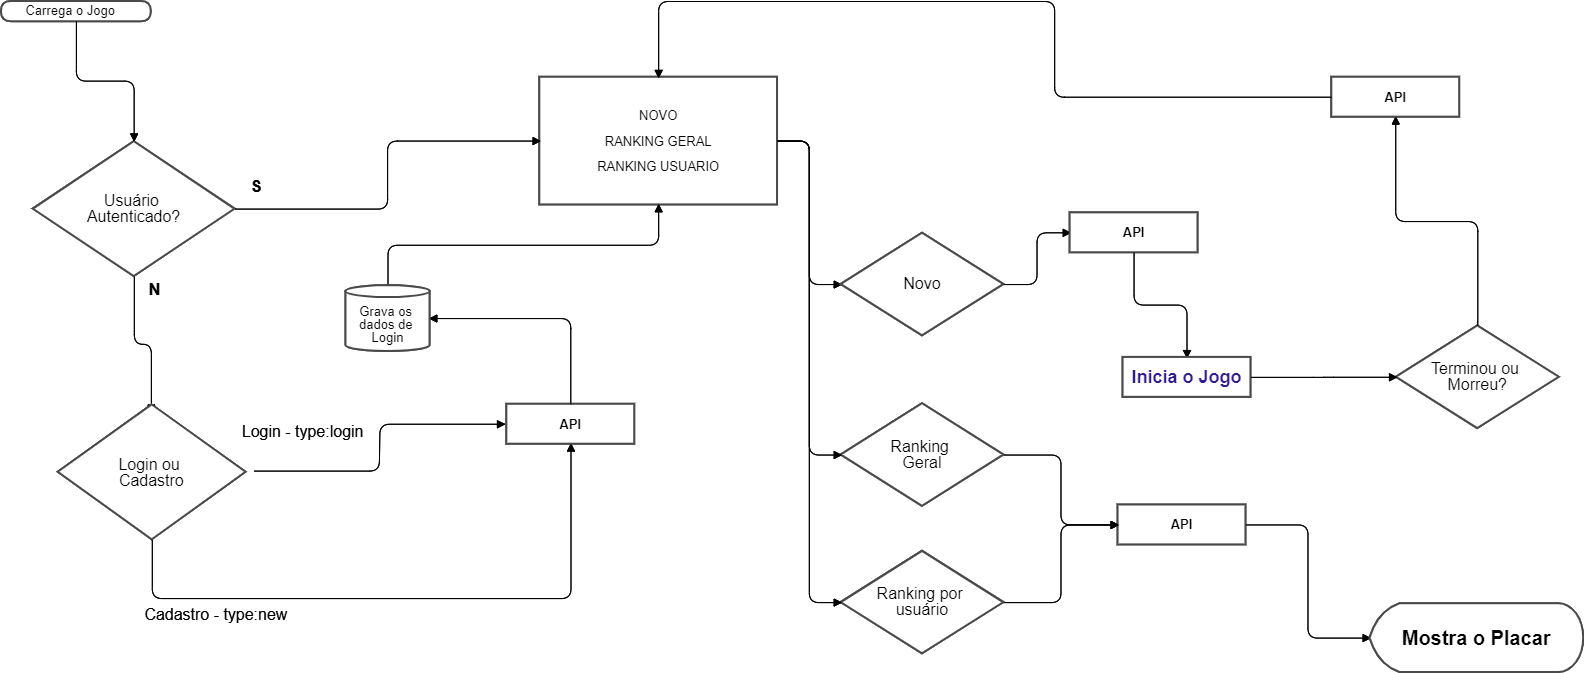 Carrega o Jogo
Usuário
Autenticado?
S
N
Login ou
Cadastro
Login - type:login
Cadastro - type:new
API
Grava os
dados de
Login
NOVO
RANKING GERAL
RANKING USUARIO
Novo
API
Inicia o Jogo
Terminou ou
Morreu?
API
Ranking
Geral
Ranking por
usuário
API
Mostra o Placar